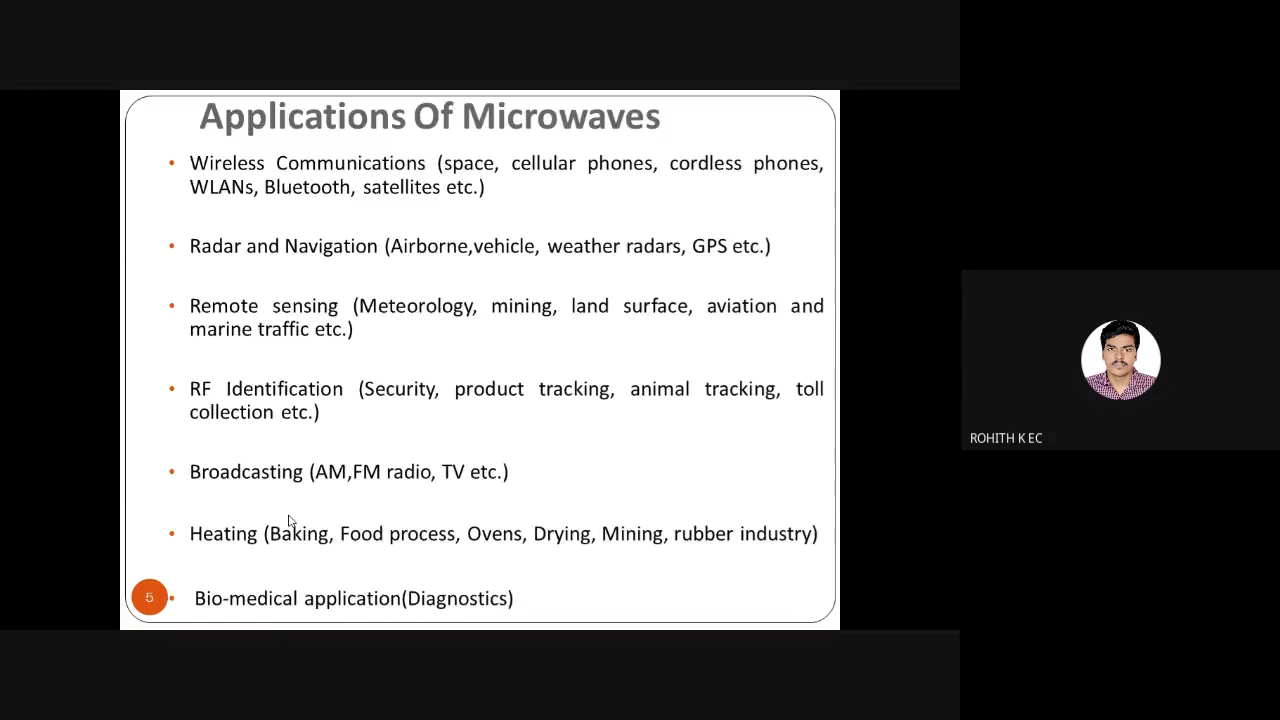 Applications Of Microwaves
• Wireless Communications (space, cellular phones, cordless phones,
WLANs, Bluetooth, satellites etc.)
• Radar and Navigation (Airborne,vehicle, weather radars, GPS etc.)
• Remote sensing (Meteorology, mining, land surface, aviation and
marine traffic etc.)
• RF Identification (Security, product tracking, animal tracking, toll
collection etc.)
• Broadcasting (AM,FM radio, TV etc.)
• Heating (Baking, Food process, Ovens, Drying, Mining, rubber industry)
5
• Bio-medical application(Diagnostics)
ROHITH K EC